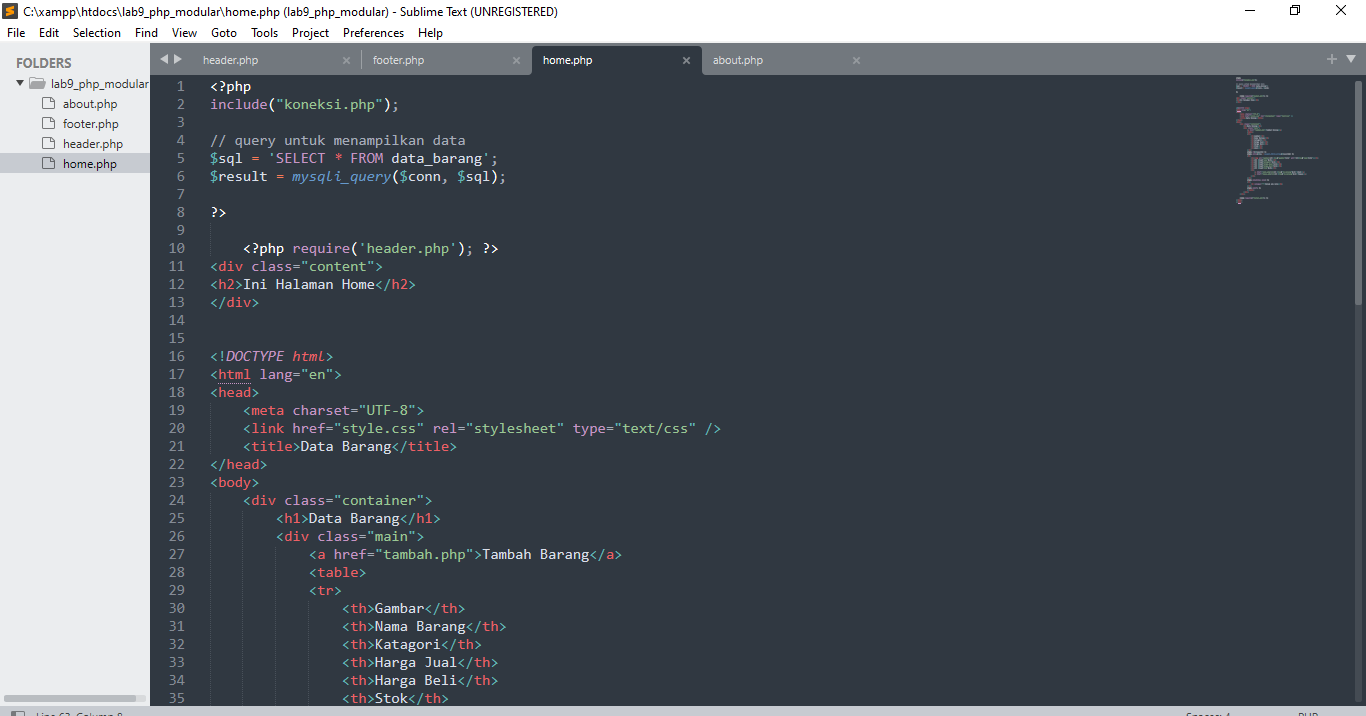 C:\xampp\htdocs\lab9_php_modular\home.php (lab9_php_modular) - Sublime Text (UNREGISTERED)
File Edit Selection Find View Goto Tools Project Preferences Help
FOLDERS
lab9_php_modular
about.php
footer.php
header.php
home.php
header.php footer.php home.php about.php
1 <?php
2 include("koneksi.php");
3
4 // query untuk menampilkan data
5 $sql = 'SELECT * FROM data_barang';
6 $result = mysqli_query($conn, $sql);
7
8 ?>
9
10     <?php require('header.php'); ?>
11 <div class="content">
12 <h2>Ini Halaman Home</h2>
13 </div>
14
15
16 <!DOCTYPE html>
17 <html lang="en">
18 <head>
19     <meta charset="UTF-8">
20     <link href="style.css" rel="stylesheet" type="text/css" />
21     <title>Data Barang</title>
22 </head>
23 <body>
24     <div class="container">
25         <h1>Data Barang</h1>
26         <div class="main">
27             <a href="tambah.php">Tambah Barang</a>
28             <table>
29             <tr>
30                 <th>Gambar</th>
31                 <th>Nama Barang</th>
32                 <th>Katagori</th>
33                 <th>Harga Jual</th>
34                 <th>Harga Beli</th>
35                 <th>Stok</th>